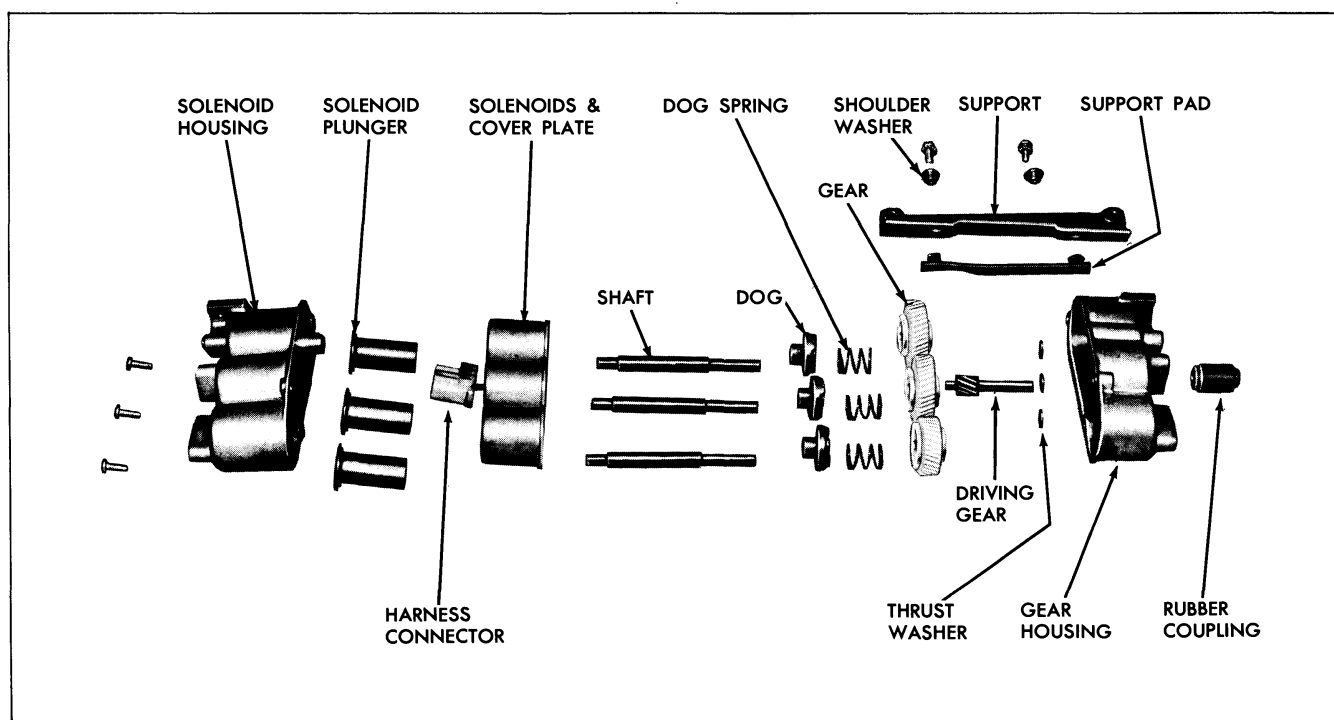 SOLENOID
HOUSING
SOLENOID
PLUNGER
SOLENOIDS &
COVER PLATE
DOG SPRING
SHOULDER
WASHER
SUPPORT
SUPPORT PAD
GEAR
SHAFT
DOG
DRIVING
GEAR
HARNESS
CONNECTOR
THRUST
WASHER
GEAR
HOUSING
RUBBER
COUPLING